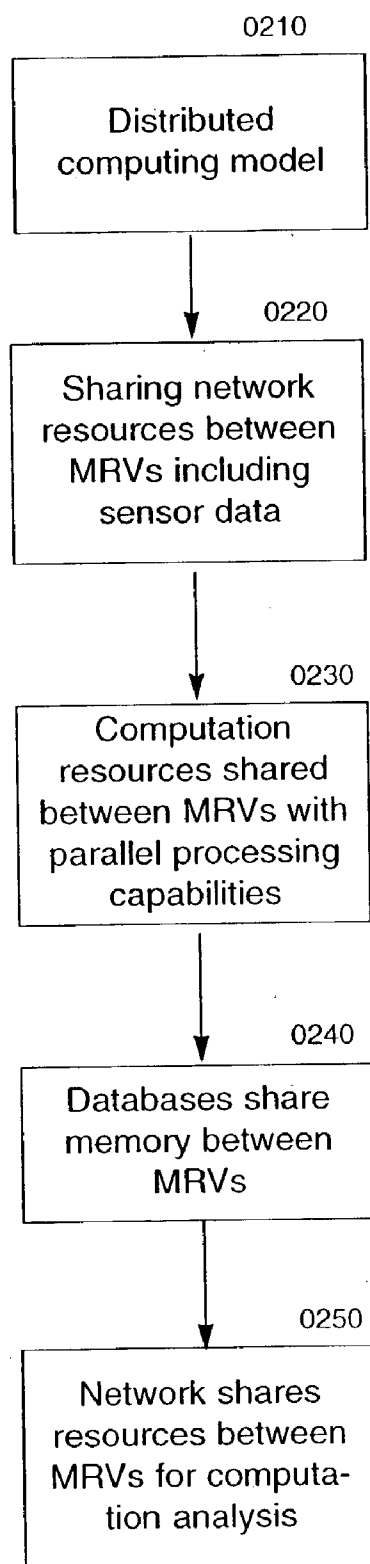 0210
Distributed
computing model
0220
Sharing network
resources between
MRVs including
sensor data
0230
Computation
resources shared
between MRVs with
parallel processing
capabilities
0240
Databases share
memory between
MRVs
0250
Network shares
resources between
MRVs for computa-
tion analysis